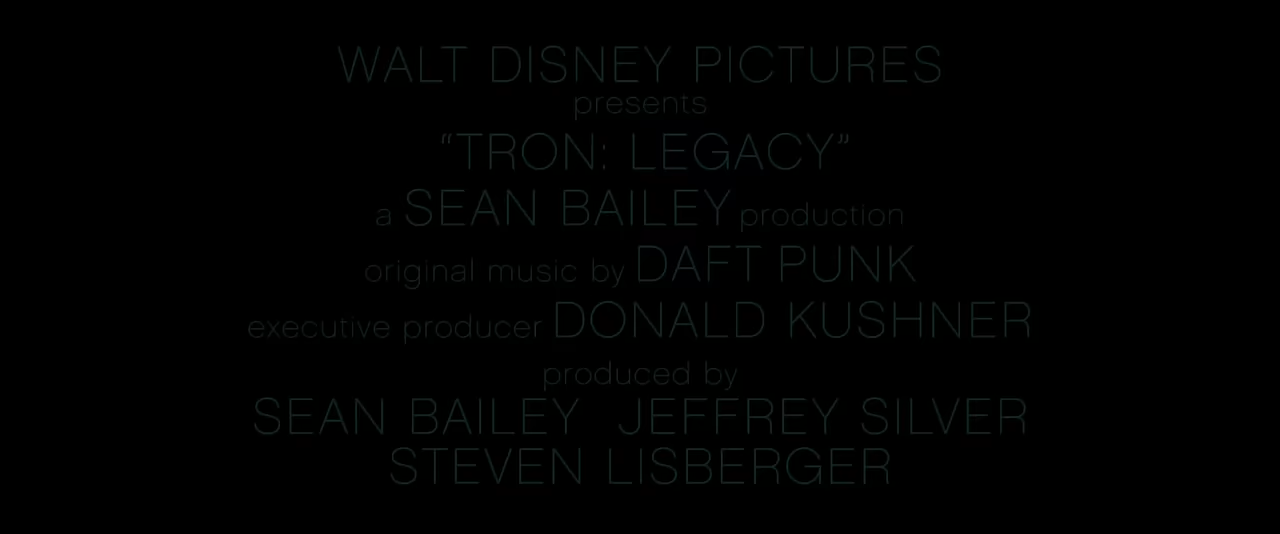 WALT DISNEY PICTURES
presents
“TRON: LEGACY”
a SEAN BAILEY production
original music by DAFT PUNK
executive producer DONALD KUSHNER
produced by
SEAN BAILEY JEFFREY SILVER
STEVEN LISBERGER